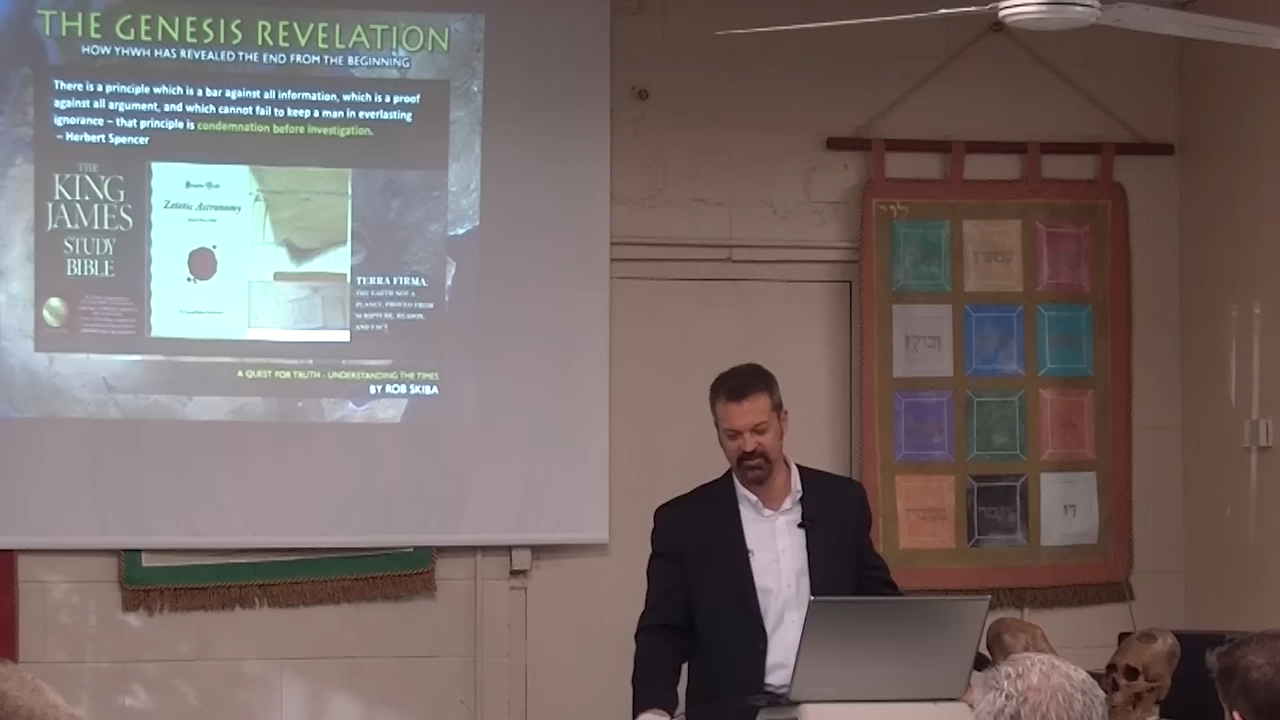 THE GENESIS REVELATION
HOW YHWH HAS REVEALED THE END FROM THE BEGINNING
There is a principle which is a bar against all information, which is a proof
against all argument, and which cannot fail to keep a man in everlasting
ignorance – that principle is condemnation before investigation.
– Herbert Spencer
THE
KING
JAMES
STUDY
BIBLE
Zetetic Astronomy
TERRA FIRMA:
THE EARTH NOT A
PLANET, PROVED FROM
SCRIPTURE, REASON,
AND FACT
A QUEST FOR TRUTH - UNDERSTANDING THE TIMES
BY ROB SKIBA
לוי